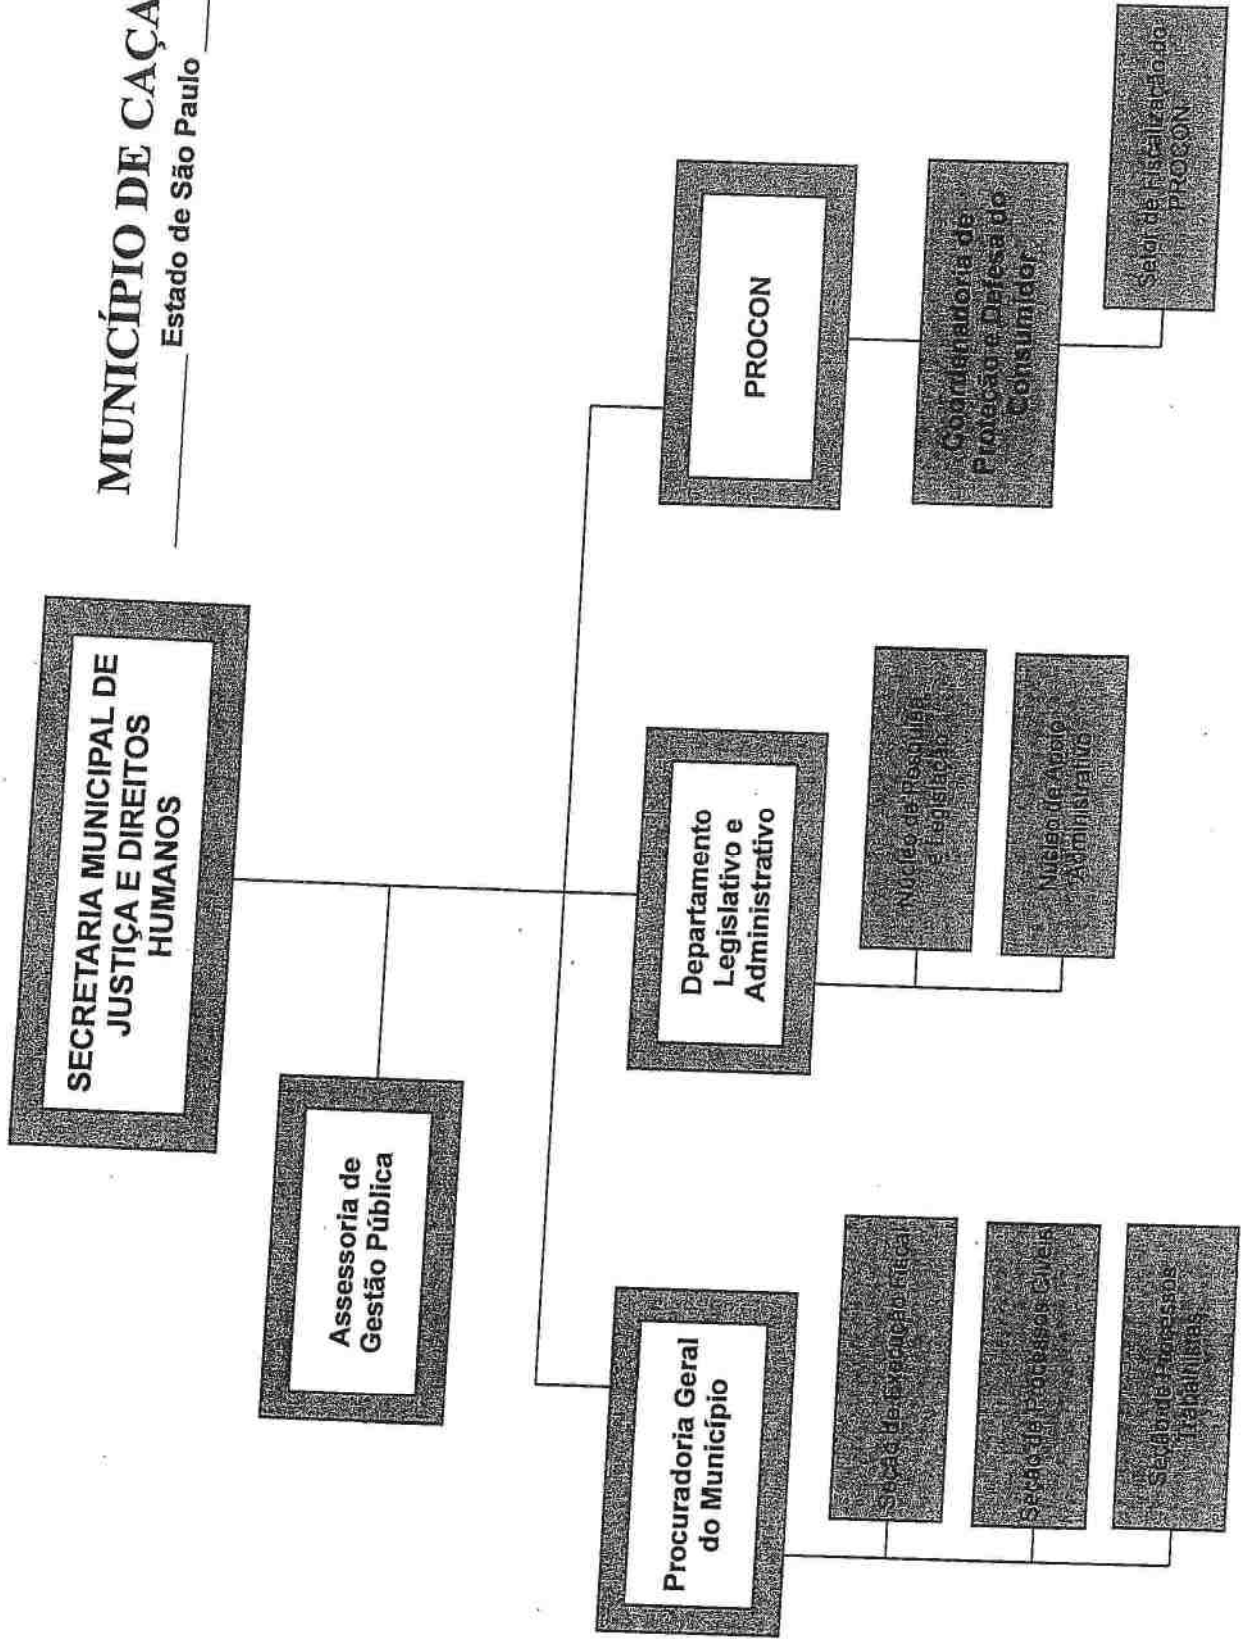 MUNICÍPIO DE CAÇA
Estado de São Paulo
SECRETARIA MUNICIPAL DE
JUSTIÇA E DIREITOS
HUMANOS
Assessoria de
Gestão Pública
Procuradoria Geral
do Município
Seção de Execução Fiscal
Seção de Processos Cíveis
Seção de Processos
Trabalhistas
Departamento
Legislativo e
Administrativo
Núcleo de Pesquisa
e Legislação
Núcleo de Apoio
Administrativo
PROCON
Coordenadoria de
Proteção e Defesa do
Consumidor
Setor de Fiscalização do
PROCON